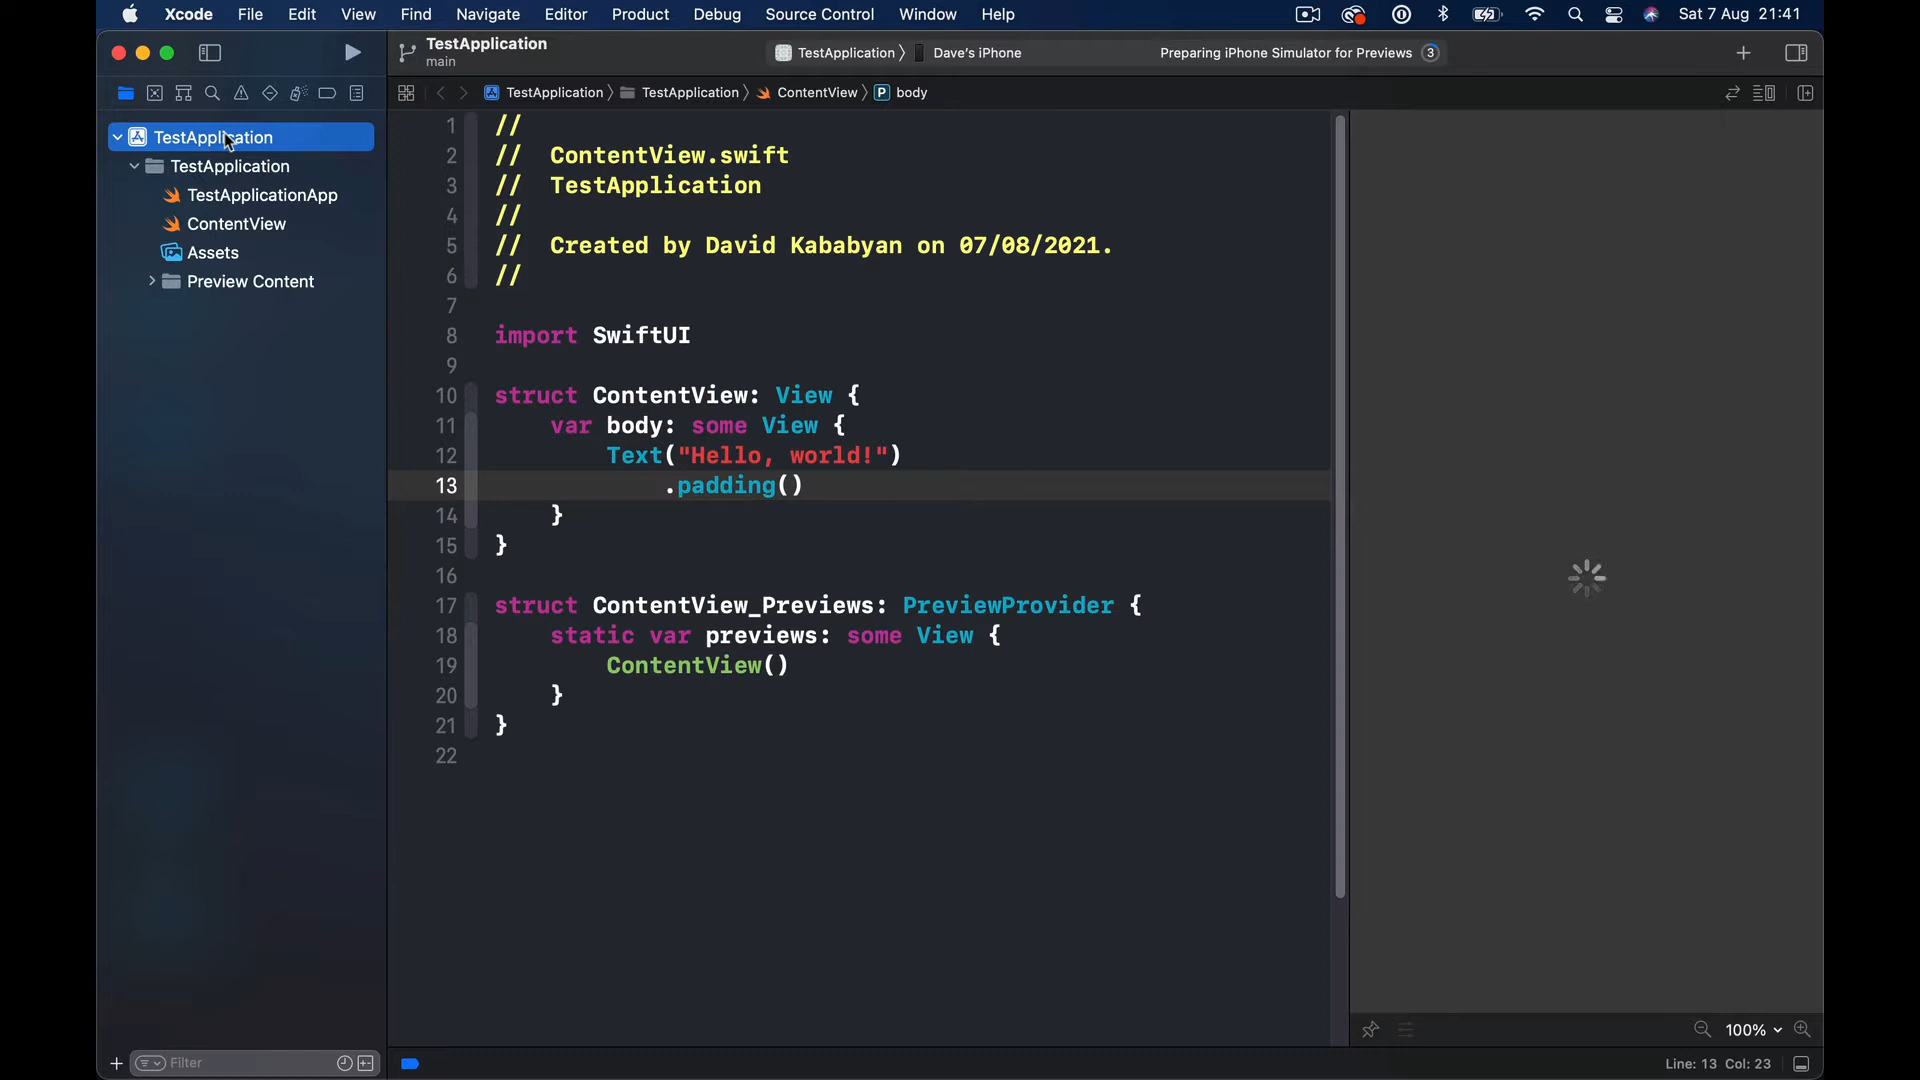 Xcode File Edit View Find Navigate Editor Product Debug Source Control Window Help Sat 7 Aug 21:41
TestApplication
main
TestApplication Dave's iPhone Preparing iPhone Simulator for Previews 3
TestApplication TestApplication ContentView P body
TestApplication
TestApplication
TestApplicationApp
ContentView
Assets
Preview Content
1 //
2 // ContentView.swift
3 // TestApplication
4 //
5 // Created by David Kababyan on 07/08/2021.
6 //
7
8 import SwiftUI
9
10 struct ContentView: View {
11 var body: some View {
12 Text("Hello, world!")
13 .padding()
14 }
15 }
16
17 struct ContentView_Previews: PreviewProvider {
18 static var previews: some View {
19 ContentView()
20 }
21 }
22
100%
Filter
Line: 13 Col: 23